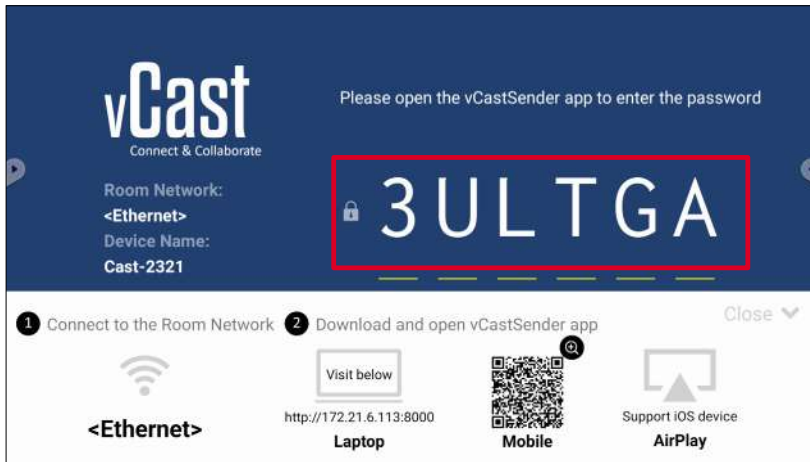 vCast
Connect & Collaborate
Please open the vCastSender app to enter the password
Room Network:
<Ethernet>
Device Name:
Cast-2321
3ULTGA
Close
1 Connect to the Room Network
2 Download and open vCastSender app
<Ethernet>
Visit below
http://172.21.6.113:8000
Laptop
Mobile
Support iOS device
AirPlay